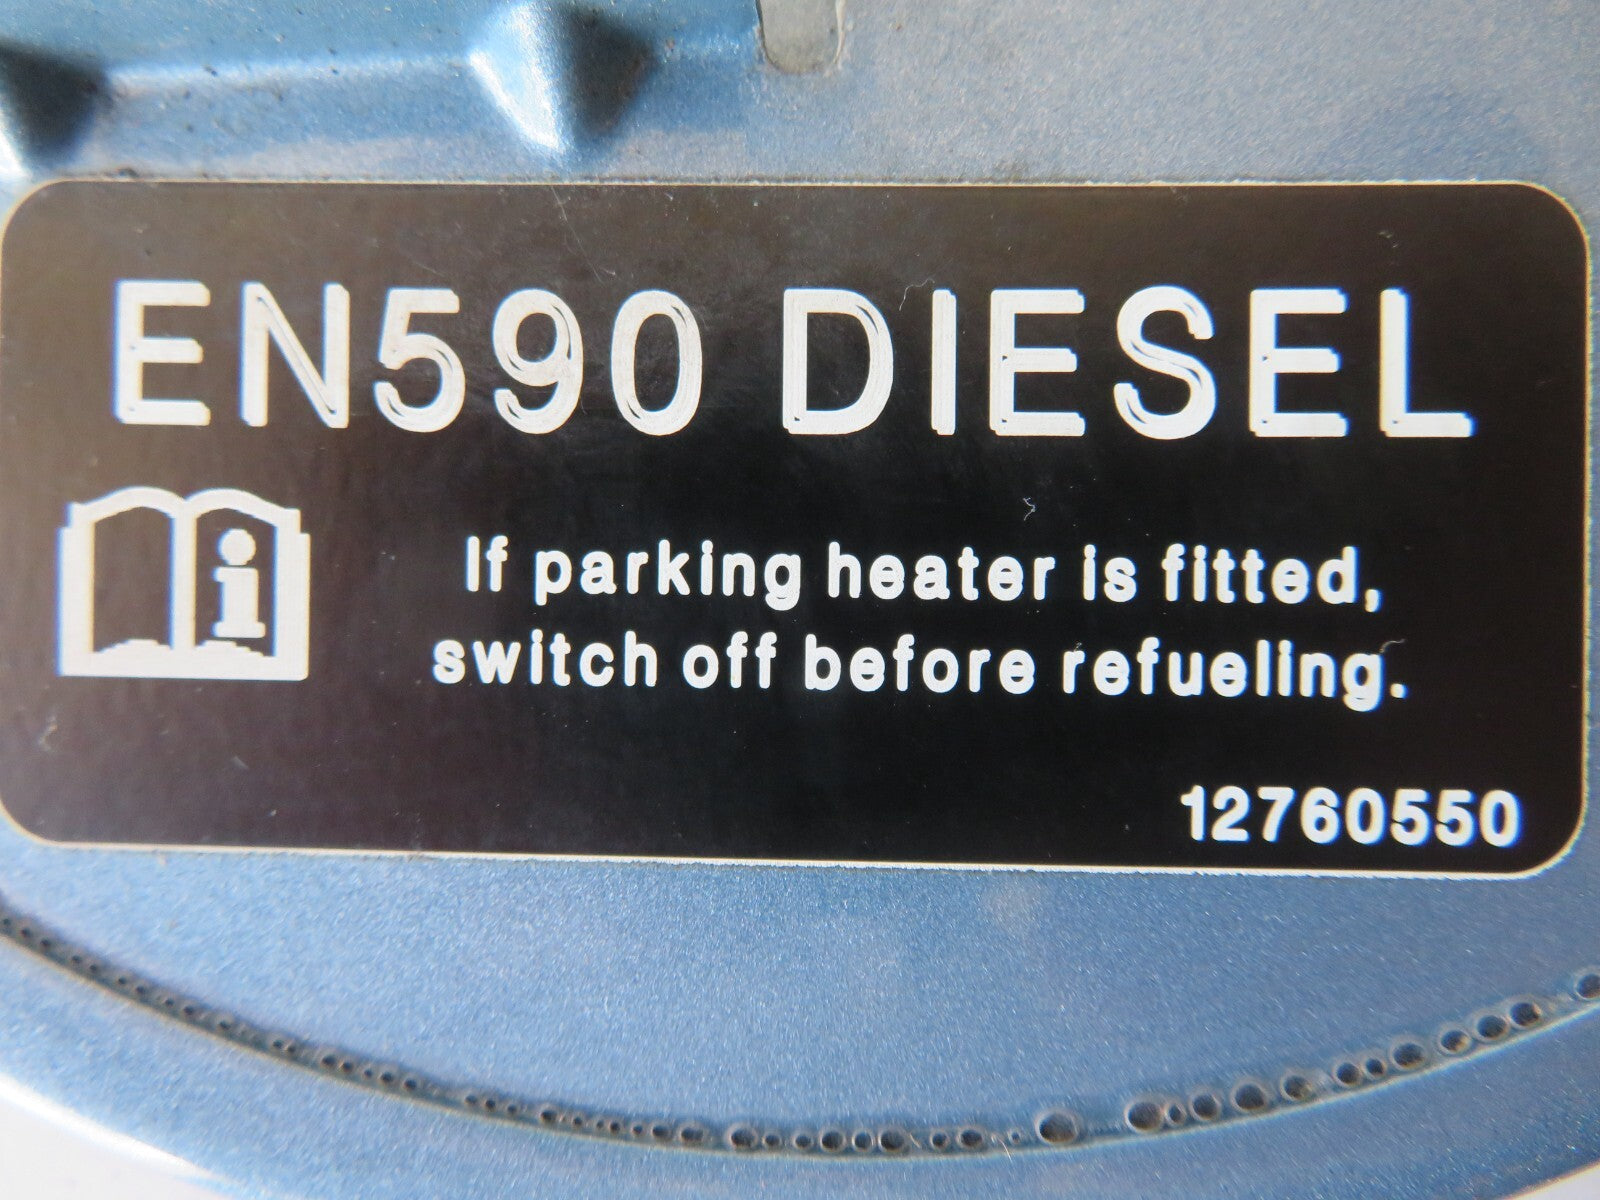 EN590 DIESEL
If parking heater is fitted,
switch off before refueling.
12760550